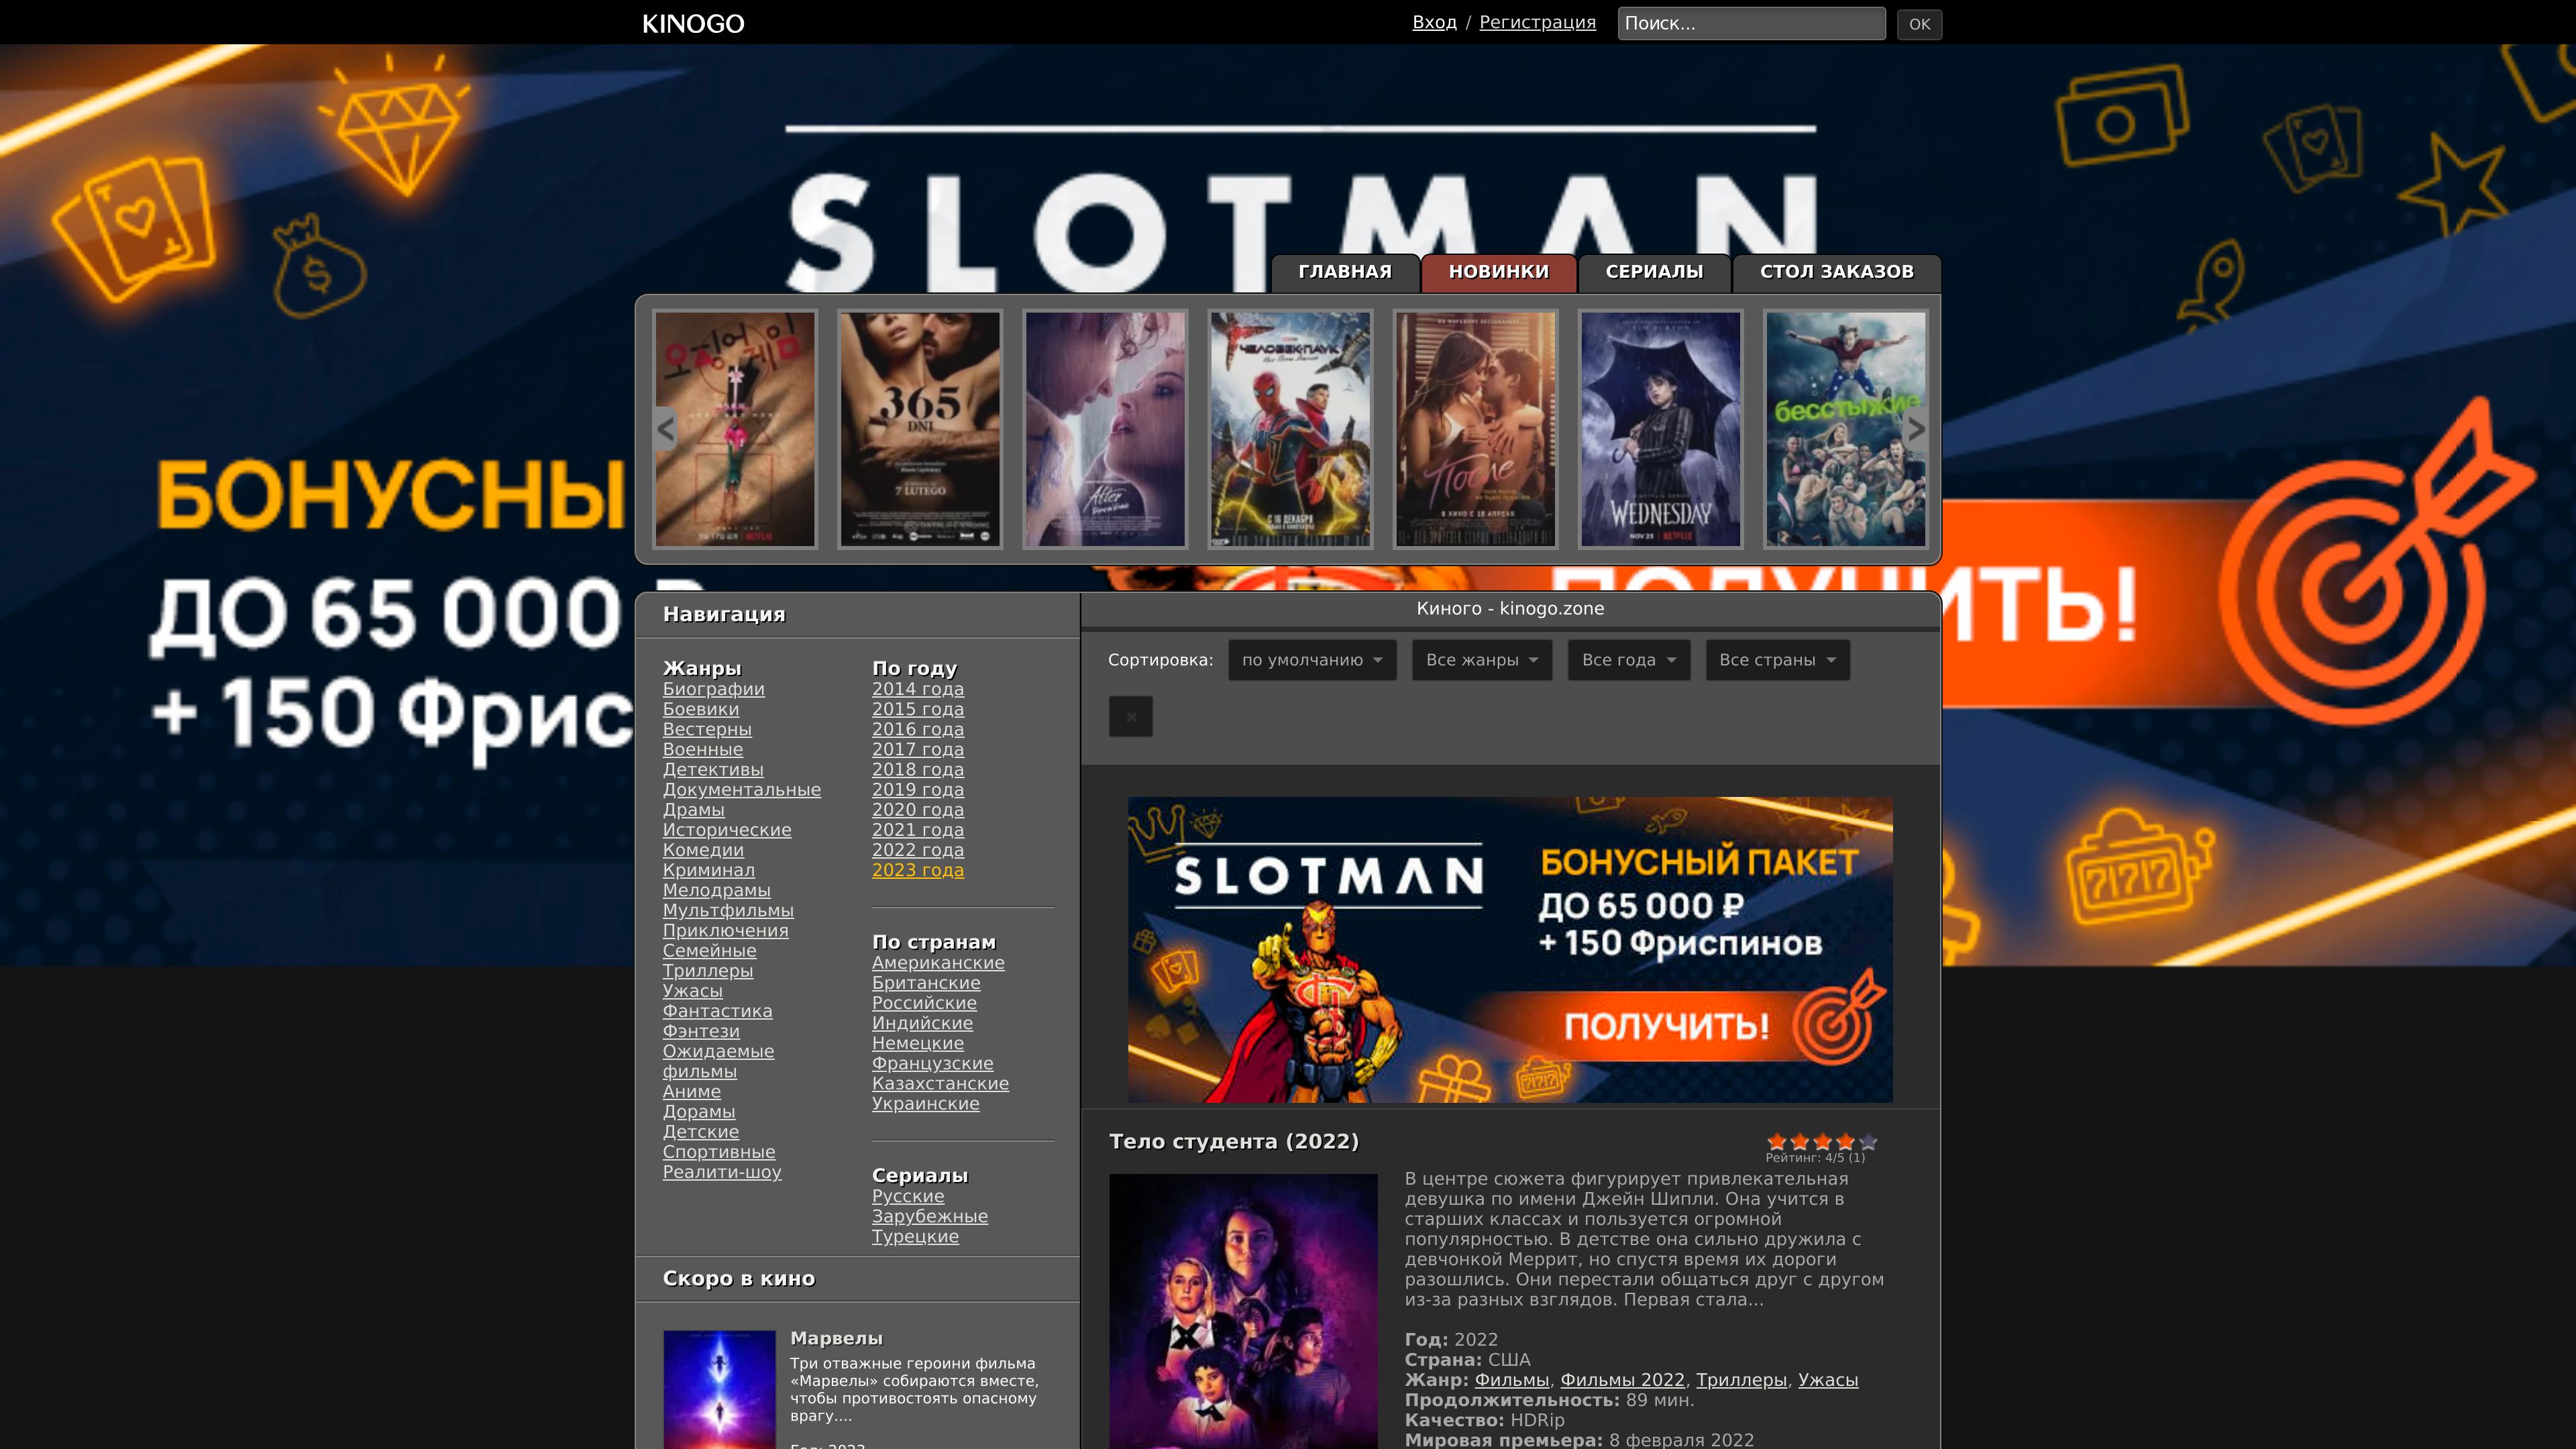 KINOGO
Вход / Регистрация
Поиск...
OK
SLOTMAN
ГЛАВНАЯ
НОВИНКИ
СЕРИАЛЫ
СТОЛ ЗАКАЗОВ
БОНУСНЫ
ДО 65 000
+ 150 Фрис
ПОЛУЧИТЬ!
<
365
DNI
7 LUTEGO
After
ЧЕЛОВЕК-ПАУК
С 16 ДЕКАБРЯ
После
В КИНО С 18 АПРЕЛЯ
TIM BURTON
WEDNESDAY
NOV 23 | NETFLIX
бесстыжие
>
Навигация
Жанры
Биографии
Боевики
Вестерны
Военные
Детективы
Документальные
Драмы
Исторические
Комедии
Криминал
Мелодрамы
Мультфильмы
Приключения
Семейные
Триллеры
Ужасы
Фантастика
Фэнтези
Ожидаемые
фильмы
Аниме
Дорамы
Детские
Спортивные
Реалити-шоу
По году
2014 года
2015 года
2016 года
2017 года
2018 года
2019 года
2020 года
2021 года
2022 года
2023 года
По странам
Американские
Британские
Российские
Индийские
Немецкие
Французские
Казахстанские
Украинские
Сериалы
Русские
Зарубежные
Турецкие
Скоро в кино
Марвелы
Три отважные героини фильма
«Марвелы» собираются вместе,
чтобы противостоять опасному
врагу....
Киного - kinogo.zone
Сортировка:
по умолчанию
Все жанры
Все года
Все страны
×
SLOTMAN
БОНУСНЫЙ ПАКЕТ
ДО 65 000 ₽
+ 150 Фриспинов
ПОЛУЧИТЬ!
Тело студента (2022)
Рейтинг: 4/5 (1)
В центре сюжета фигурирует привлекательная
девушка по имени Джейн Шипли. Она учится в
старших классах и пользуется огромной
популярностью. В детстве она сильно дружила с
девчонкой Меррит, но спустя время их дороги
разошлись. Они перестали общаться друг с другом
из-за разных взглядов. Первая стала...
Год: 2022
Страна: США
Жанр: Фильмы, Фильмы 2022, Триллеры, Ужасы
Продолжительность: 89 мин.
Качество: HDRip
Мировая премьера: 8 февраля 2022